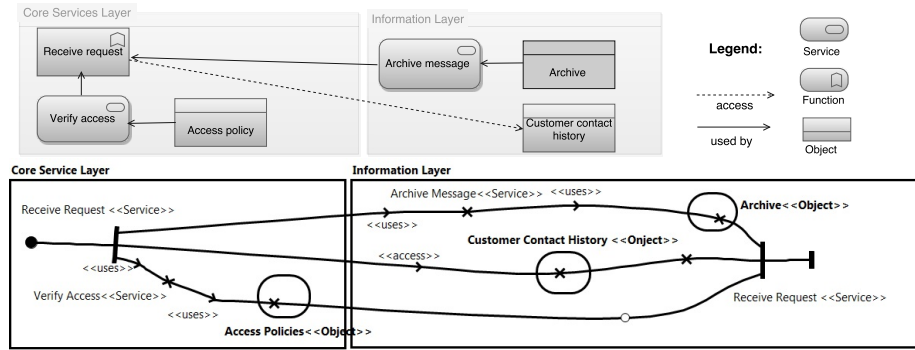 Core Services Layer
Information Layer
Receive request
Archive message
Archive
Verify access
Access policy
Customer contact
history
Legend:
Service
access
Function
used by
Object
Core Service Layer
Information Layer
Archive Message<<Service>>
<<uses>>
Receive Request <<Service>>
<<uses>>
Archive<<Object>>
Customer Contact History <<Onject>>
<<access>>
<<uses>>
Verify Access<<Service>>
<<uses>>
Receive Request <<Service>>
Access Policies<<Object>>